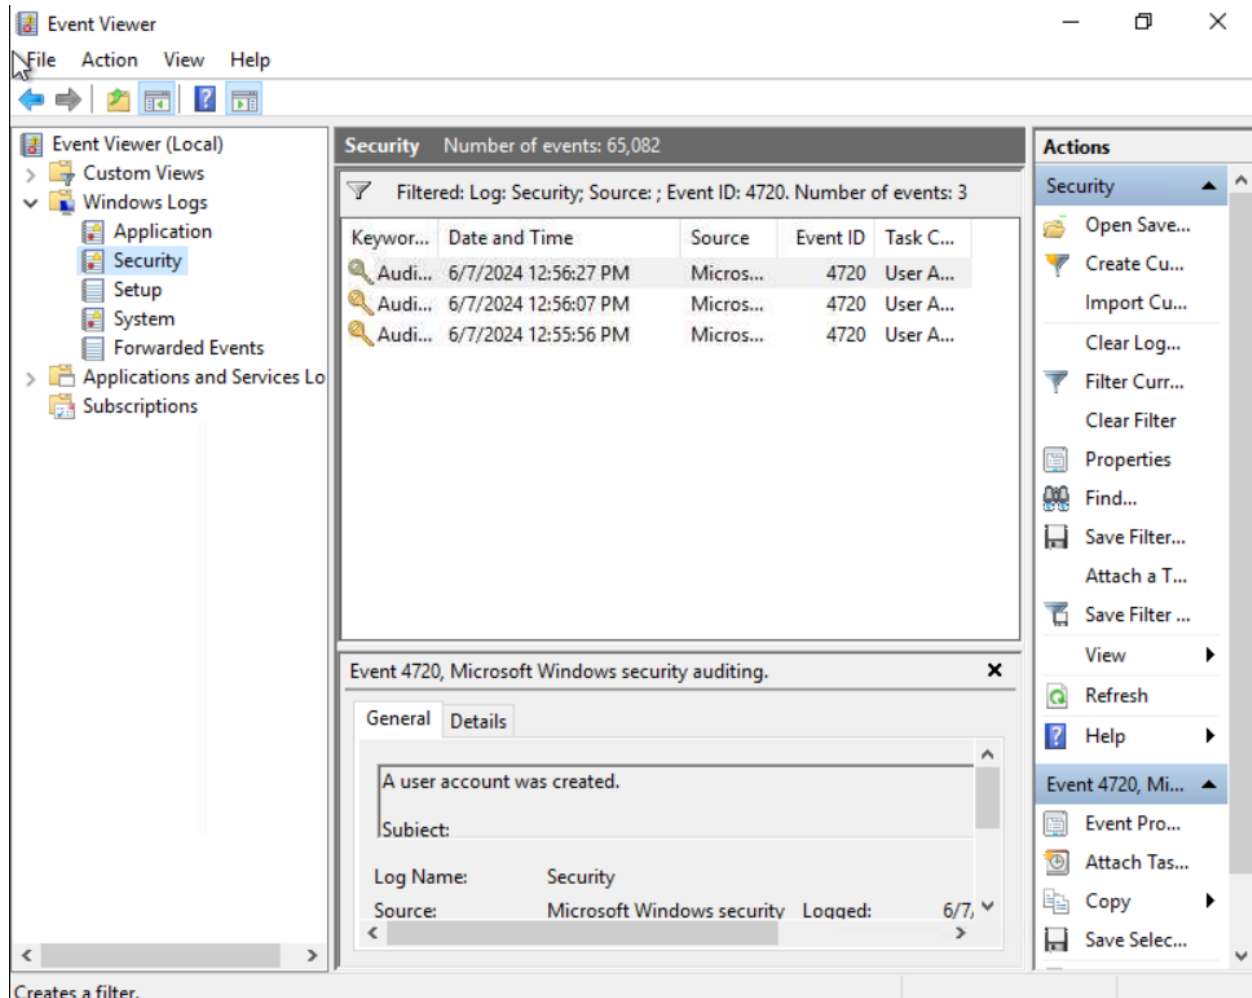 Event Viewer
File Action View Help
Event Viewer (Local)
Custom Views
Windows Logs
Application
Security
Setup
System
Forwarded Events
Applications and Services Lo
Subscriptions
Security Number of events: 65,082
Filtered: Log: Security; Source: ; Event ID: 4720. Number of events: 3
Keywor... Date and Time Source Event ID Task C...
Audi... 6/7/2024 12:56:27 PM Micros... 4720 User A...
Audi... 6/7/2024 12:56:07 PM Micros... 4720 User A...
Audi... 6/7/2024 12:55:56 PM Micros... 4720 User A...
Event 4720, Microsoft Windows security auditing.
General Details
A user account was created.
Subject:
Log Name: Security
Source: Microsoft Windows security Logged: 6/7/
Actions
Security
Open Save...
Create Cu...
Import Cu...
Clear Log...
Filter Curr...
Clear Filter
Properties
Find...
Save Filter...
Attach a T...
Save Filter ...
View
Refresh
Help
Event 4720, Mi...
Event Pro...
Attach Tas...
Copy
Save Selec...
Creates a filter.